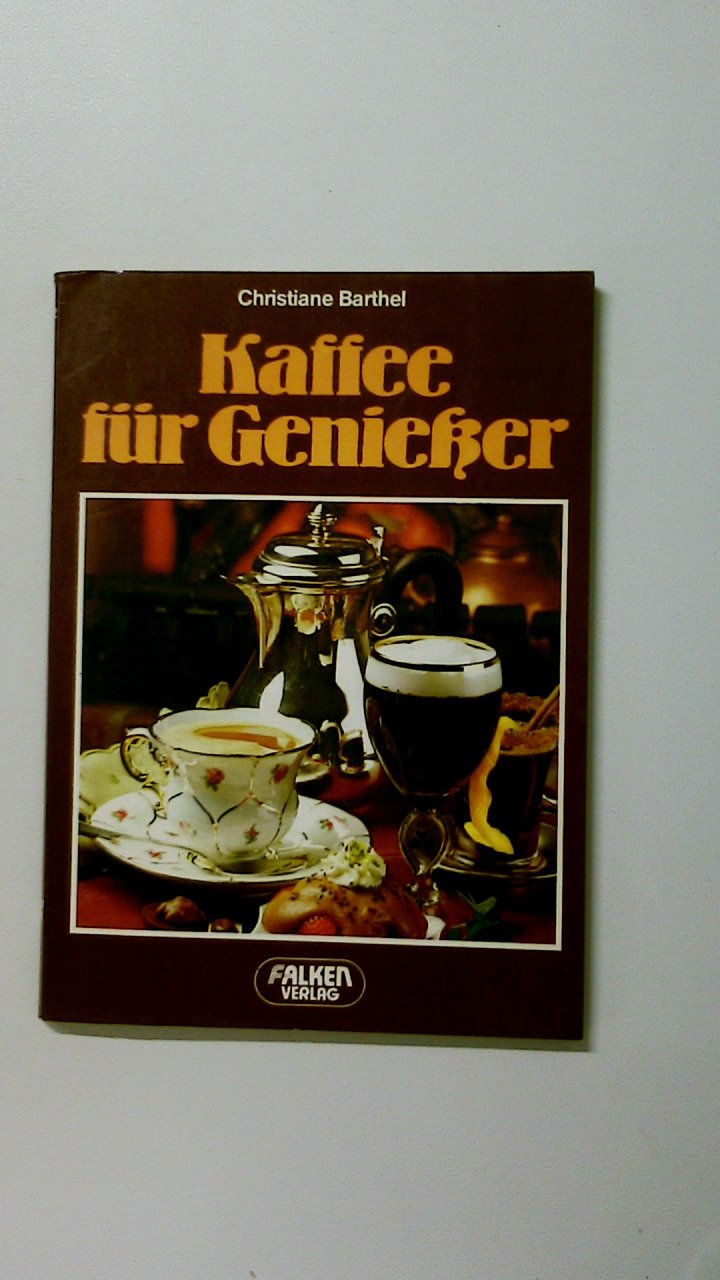 Christiane Barthel
Kaffee
für Genießer
FALKEN
VERLAG